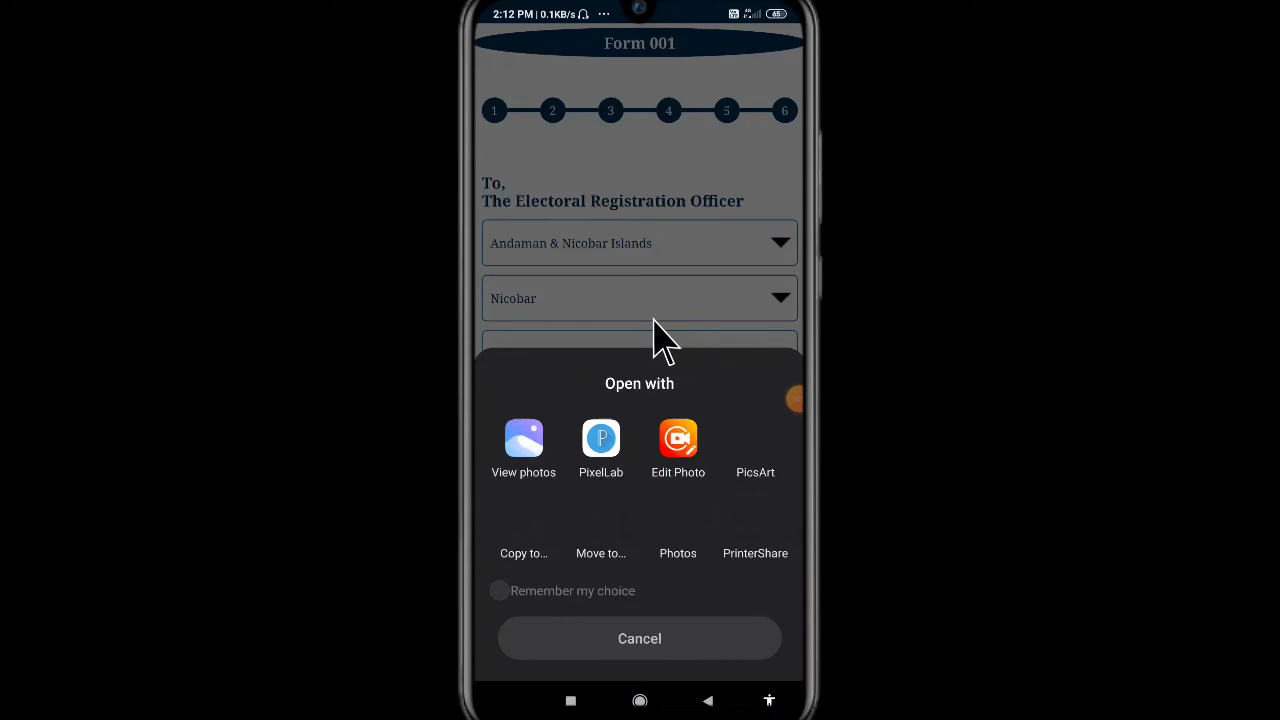 2:12 PM | 0.1KB/s ... 4G 65
Form 001
1 2 3 4 5 6
To,
The Electoral Registration Officer
Andaman & Nicobar Islands
Nicobar
Open with
View photos PixelLab Edit Photo PicsArt
Copy to... Move to... Photos PrinterShare
Remember my choice
Cancel